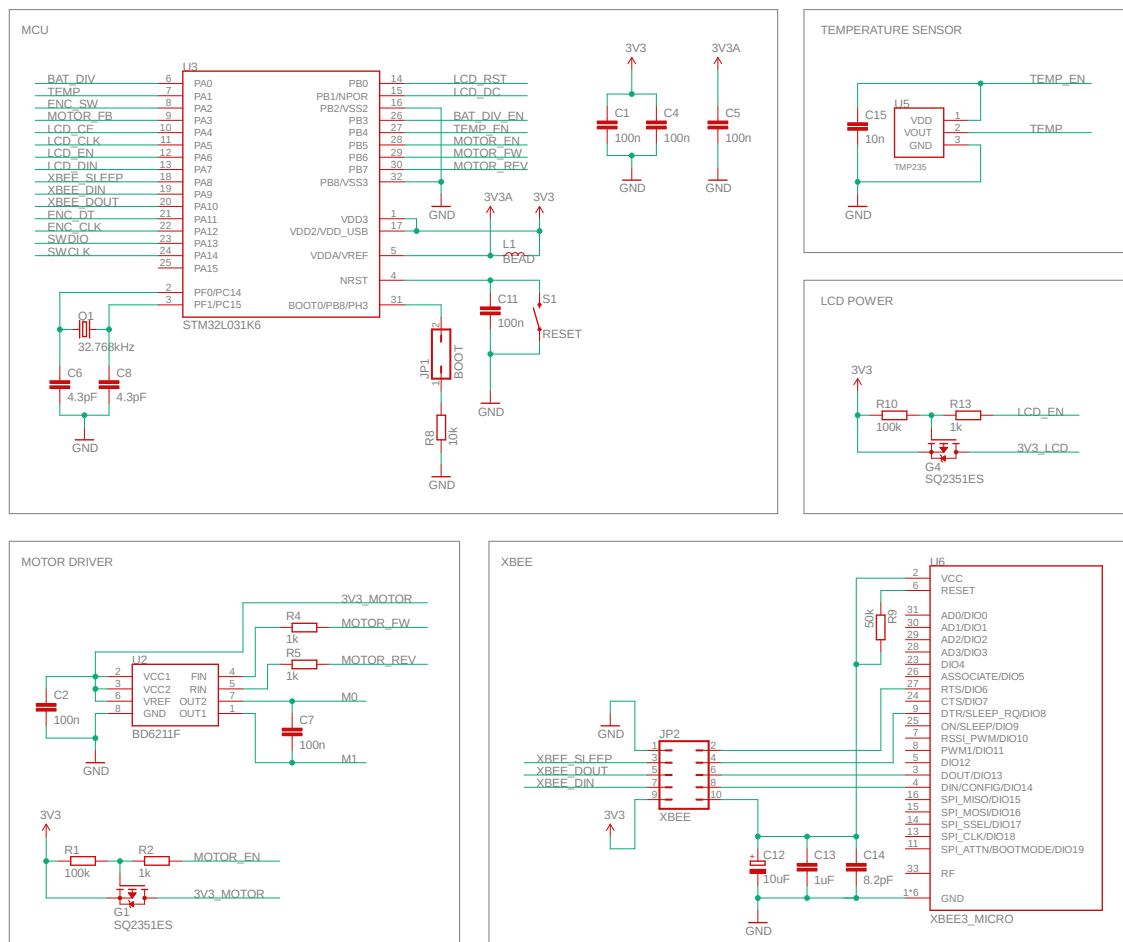 MCU
U3
BAT_DIV 6 PA0
TEMP 7 PA1
ENC_SW 8 PA2
MOTOR_FB 9 PA3
LCD_CE 10 PA4
LCD_CLK 11 PA5
LCD_EN 12 PA6
LCD_DIN 13 PA7
XBEE_SLEEP 18 PA8
XBEE_DIN 19 PA9
XBEE_DOUT 20 PA10
ENC_DT 21 PA11
ENC_CLK 22 PA12
SWDIO 23 PA13
SWCLK 24 PA14
25 PA15
2 PF0/PC14
3 PF1/PC15
PB0 14 LCD_RST
PB1/NPOR 15 LCD_DC
PB2/VSS2 16
PB3 26 BAT_DIV_EN
PB4 27 TEMP_EN
PB5 28 MOTOR_EN
PB6 29 MOTOR_FW
PB7 30 MOTOR_REV
PB8/VSS3 32
GND
VDD3 1
VDD2/VDD_USB 17
VDDA/VREF 5
NRST 4
BOOT0/PB8/PH3 31
STM32L031K6
3V3A 3V3
L1
BEAD
C11
100n
S1
RESET
GND
2
JP1
BOOT
1
R8
10k
GND
Q1
32.768kHz
C6
4.3pF
C8
4.3pF
GND
3V3
C1
100n
C4
100n
GND
3V3A
C5
100n
GND
TEMPERATURE SENSOR
TEMP_EN
C15
10n
U5
VDD 1
VOUT 2 TEMP
GND 3
TMP235
GND
LCD POWER
3V3
R10
100k
R13
1k
LCD_EN
3V3_LCD
G4
SQ2351ES
MOTOR DRIVER
3V3_MOTOR
R4
1k
MOTOR_FW
R5
1k
MOTOR_REV
U2
2 VCC1 FIN 4
3 VCC2 RIN 5
6 VREF OUT2 7 M0
8 GND OUT1 1 M1
BD6211F
C2
100n
C7
100n
GND
3V3
R1
100k
R2
1k
MOTOR_EN
3V3_MOTOR
G1
SQ2351ES
XBEE
U6
2 VCC
6 RESET
31 AD0/DIO0
30 AD1/DIO1
29 AD2/DIO2
28 AD3/DIO3
23 DIO4
26 ASSOCIATE/DIO5
27 RTS/DIO6
24 CTS/DIO7
9 DTR/SLEEP_RQ/DIO8
25 ON/SLEEP/DIO9
7 RSSI_PWM/DIO10
8 PWM1/DIO11
5 DIO12
3 DOUT/DIO13
4 DIN/CONFIG/DIO14
16 SPI_MISO/DIO15
15 SPI_MOSI/DIO16
14 SPI_SSEL/DIO17
13 SPI_CLK/DIO18
11 SPI_ATTN/BOOTMODE/DIO19
33 RF
1*6 GND
XBEE3_MICRO
50k
R9
GND
JP2
1 2
XBEE_SLEEP 3 4
XBEE_DOUT 5 6
XBEE_DIN 7 8
9 10
XBEE
3V3
+
C12
10uF
C13
1uF
C14
8.2pF
GND